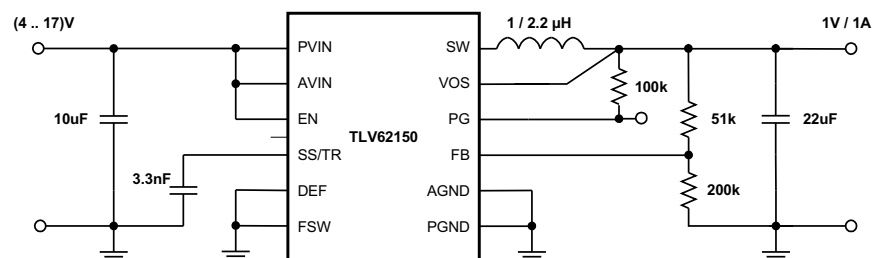 (4 .. 17)V
1 / 2.2 µH
1V / 1A
PVIN
SW
AVIN
VOS
100k
10uF
EN
PG
51k
22uF
TLV62150
SS/TR
FB
3.3nF
DEF
AGND
200k
FSW
PGND